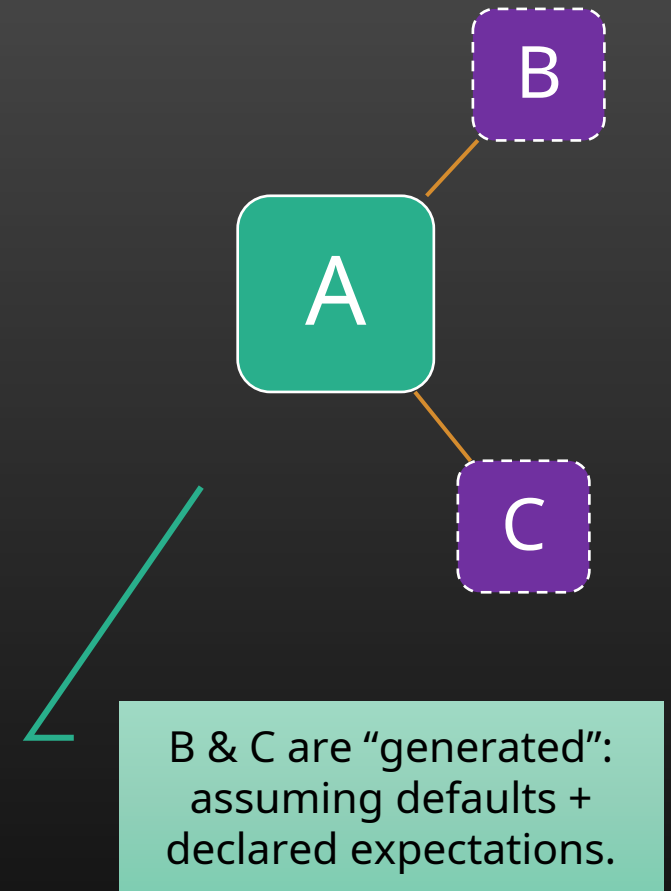 B
A
C
B & C are “generated”:
assuming defaults +
declared expectations.